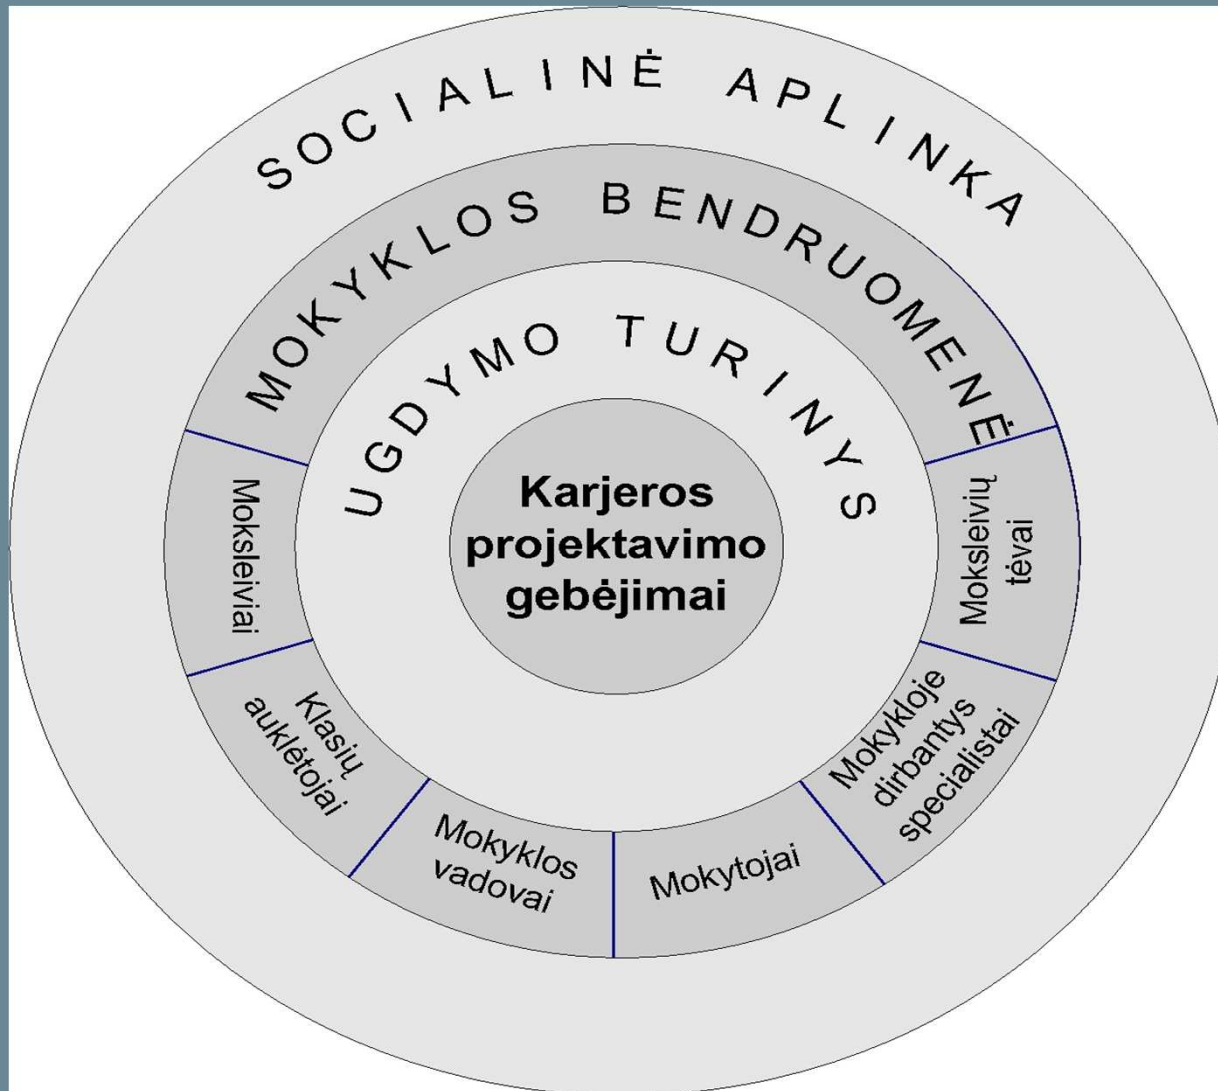 SOCIALINĖ APLINKA
MOKYKLOS BENDRUOMENĖ
UGDYMO TURINYS
Karjeros
projektavimo
gebėjimai
Moksleiviai
Klasių
auklėtojai
Mokyklos
vadovai
Mokytojai
Mokykloje
dirbantys
specialistai
Moksleivių
tėvai